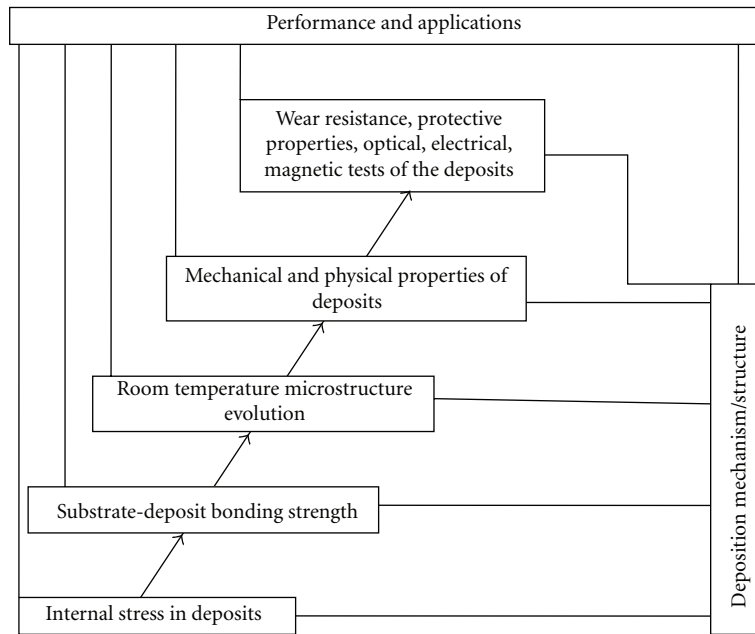 Performance and applications
Wear resistance, protective
properties, optical, electrical,
magnetic tests of the deposits
Mechanical and physical properties of
deposits
Room temperature microstructure
evolution
Substrate-deposit bonding strength
Internal stress in deposits
Deposition mechanism/structure